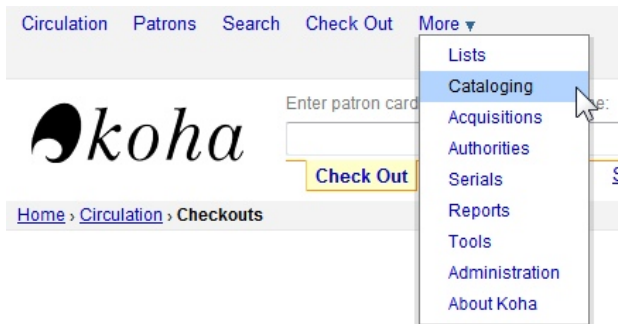 Circulation Patrons Search Check Out More ▼
Lists
Cataloging
Acquisitions
Authorities
Serials
Reports
Tools
Administration
About Koha
koha
Enter patron card e:
Check Out S
Home › Circulation › Checkouts